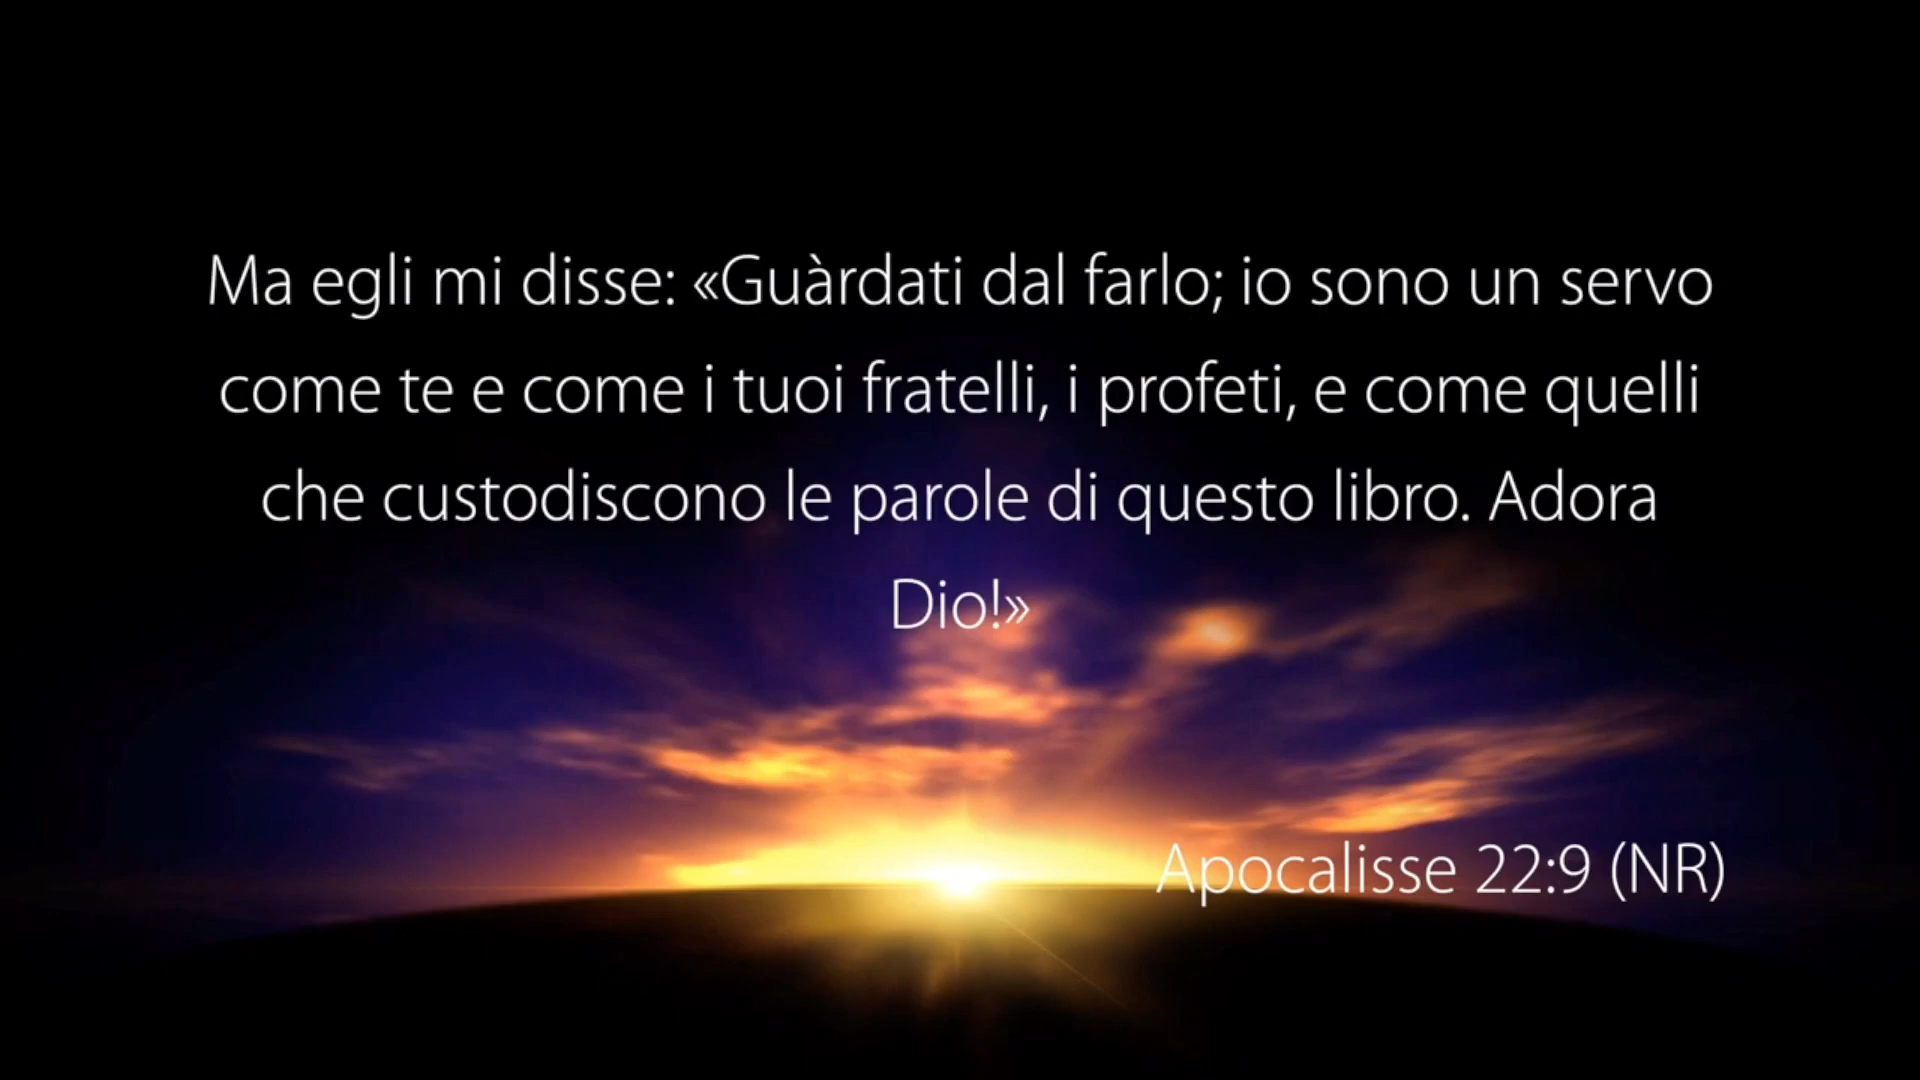 Ma egli mi disse: «Guàrdati dal farlo; io sono un servo
come te e come i tuoi fratelli, i profeti, e come quelli
che custodiscono le parole di questo libro. Adora
Dio!»
Apocalisse 22:9 (NR)